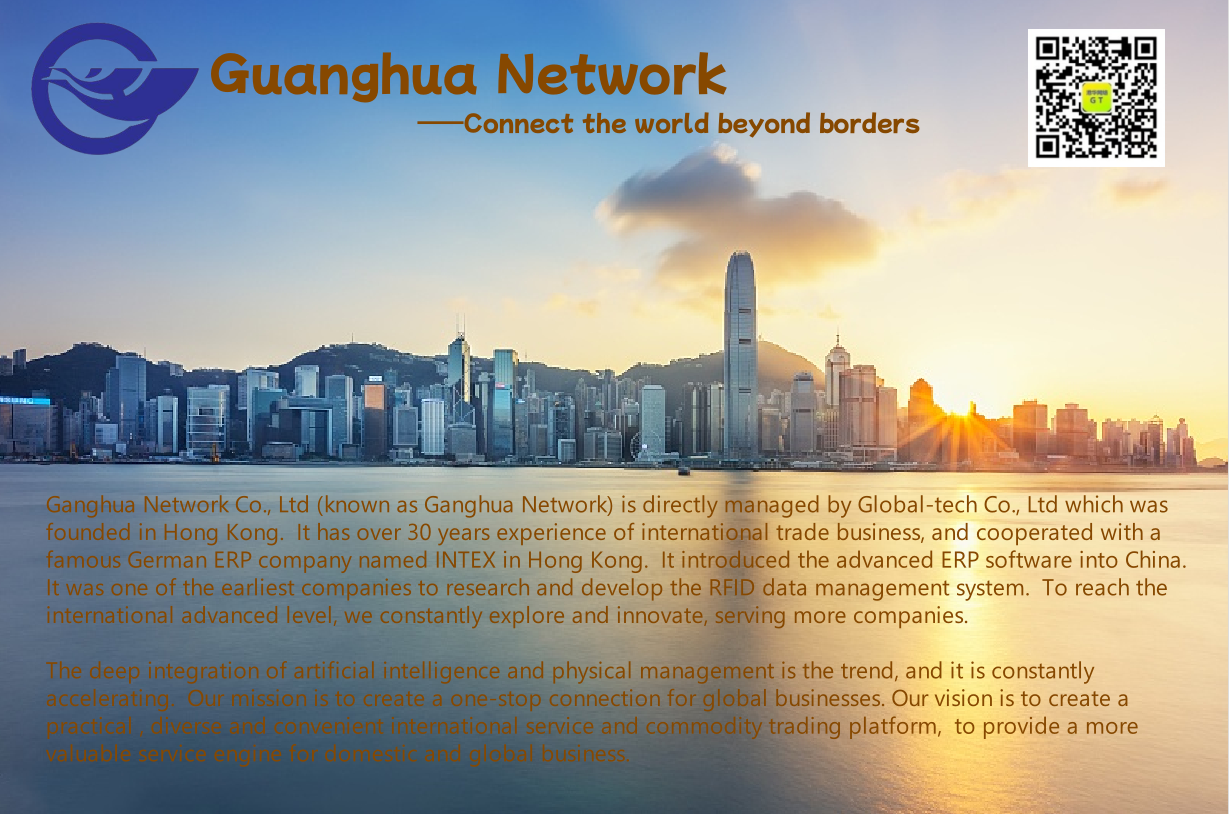 Guanghua Network
——Connect the world beyond borders
GT
Ganghua Network Co., Ltd (known as Ganghua Network) is directly managed by Global-tech Co., Ltd which was
founded in Hong Kong.  It has over 30 years experience of international trade business, and cooperated with a
famous German ERP company named INTEX in Hong Kong.  It introduced the advanced ERP software into China.
It was one of the earliest companies to research and develop the RFID data management system.  To reach the
international advanced level, we constantly explore and innovate, serving more companies.
The deep integration of artificial intelligence and physical management is the trend, and it is constantly
accelerating.  Our mission is to create a one-stop connection for global businesses. Our vision is to create a
practical , diverse and convenient international service and commodity trading platform,  to provide a more
valuable service engine for domestic and global business.